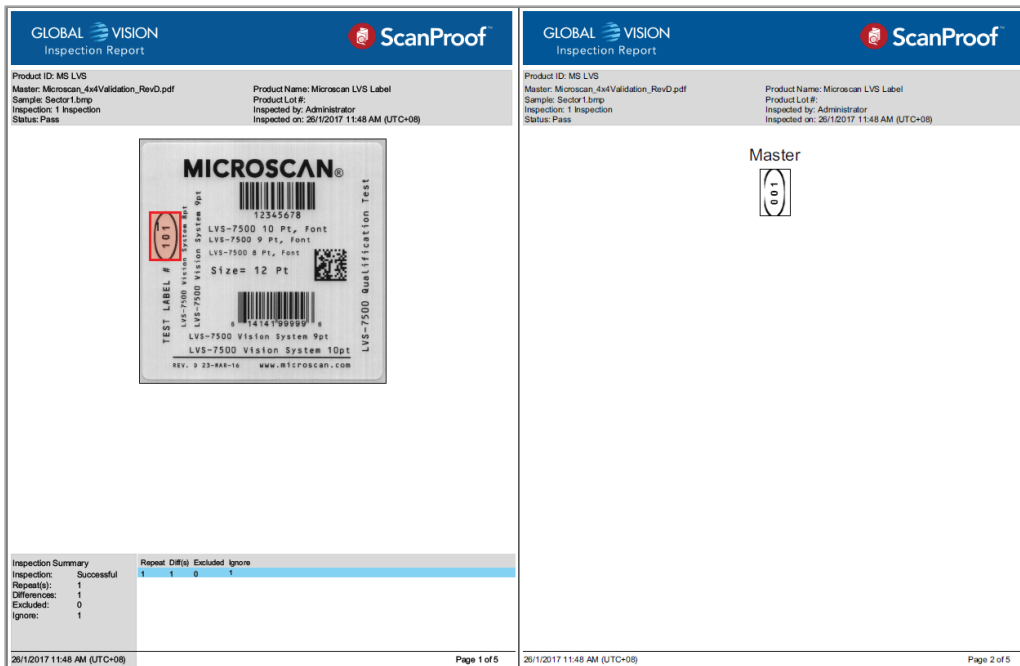 GLOBAL VISION
Inspection Report
ScanProof
Product ID: MS LVS
Master: Microscan_4x4Validation_RevD.pdf
Sample: Sector1.bmp
Inspection: 1 Inspection
Status: Pass
Product Name: Microscan LVS Label
Product Lot #:
Inspected by: Administrator
Inspected on: 26/1/2017 11:48 AM (UTC+08)
MICROSCAN®
12345678
LVS-7500 10 Pt, Font
LVS-7500 9 Pt, Font
LVS-7500 8 Pt, Font
Size= 12 Pt
TEST LABEL # 101
1
LVS-7500 Vision System 8pt
LVS-7500 Vision System 9pt
LVS-7500 Qualification Test
6 14141 99999 6
LVS-7500 Vision System 9pt
LVS-7500 Vision System 10pt
REV. D 23-MAR-16 www.microscan.com
Inspection Summary
Inspection: Successful
Repeat(s): 1
Differences: 1
Excluded: 0
Ignore: 1
Repeat Diff(s) Excluded Ignore
1 1 0 1
26/1/2017 11:48 AM (UTC+08) Page 1 of 5
GLOBAL VISION
Inspection Report
ScanProof
Product ID: MS LVS
Master: Microscan_4x4Validation_RevD.pdf
Sample: Sector1.bmp
Inspection: 1 Inspection
Status: Pass
Product Name: Microscan LVS Label
Product Lot #:
Inspected by: Administrator
Inspected on: 26/1/2017 11:48 AM (UTC+08)
Master
001
26/1/2017 11:48 AM (UTC+08) Page 2 of 5